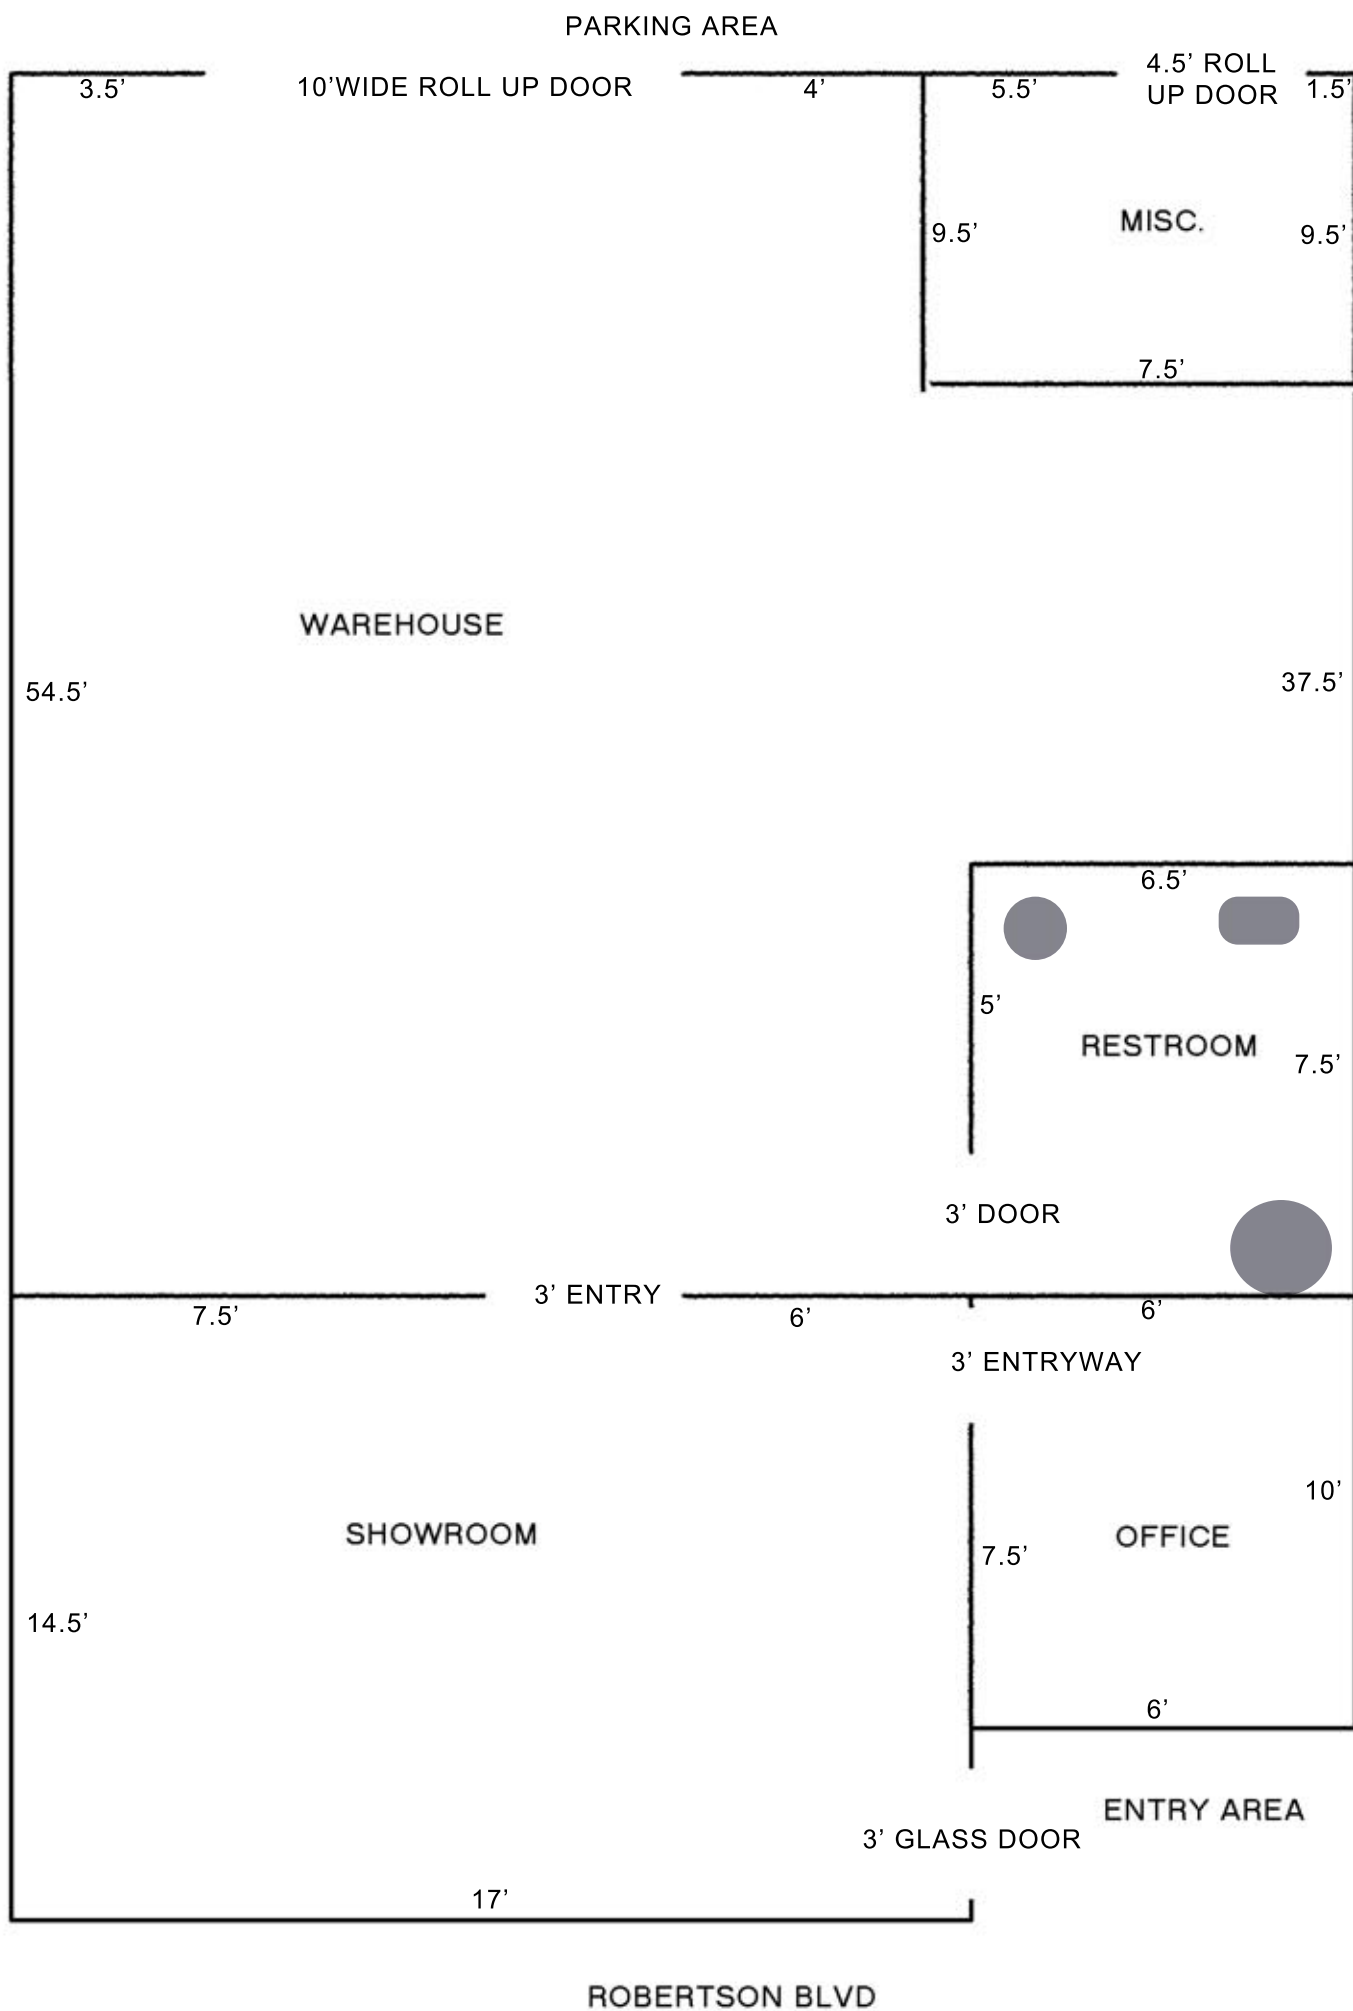 PARKING AREA
3.5’
10’WIDE ROLL UP DOOR
4’
5.5’
4.5’ ROLL
UP DOOR
1.5’
MISC.
9.5’
9.5’
7.5’
WAREHOUSE
54.5’
37.5’
6.5’
5’
RESTROOM
7.5’
3’ DOOR
3’ ENTRY
7.5’
6’
6’
3’ ENTRYWAY
10’
SHOWROOM
OFFICE
7.5’
14.5’
6’
ENTRY AREA
3’ GLASS DOOR
17’
ROBERTSON BLVD